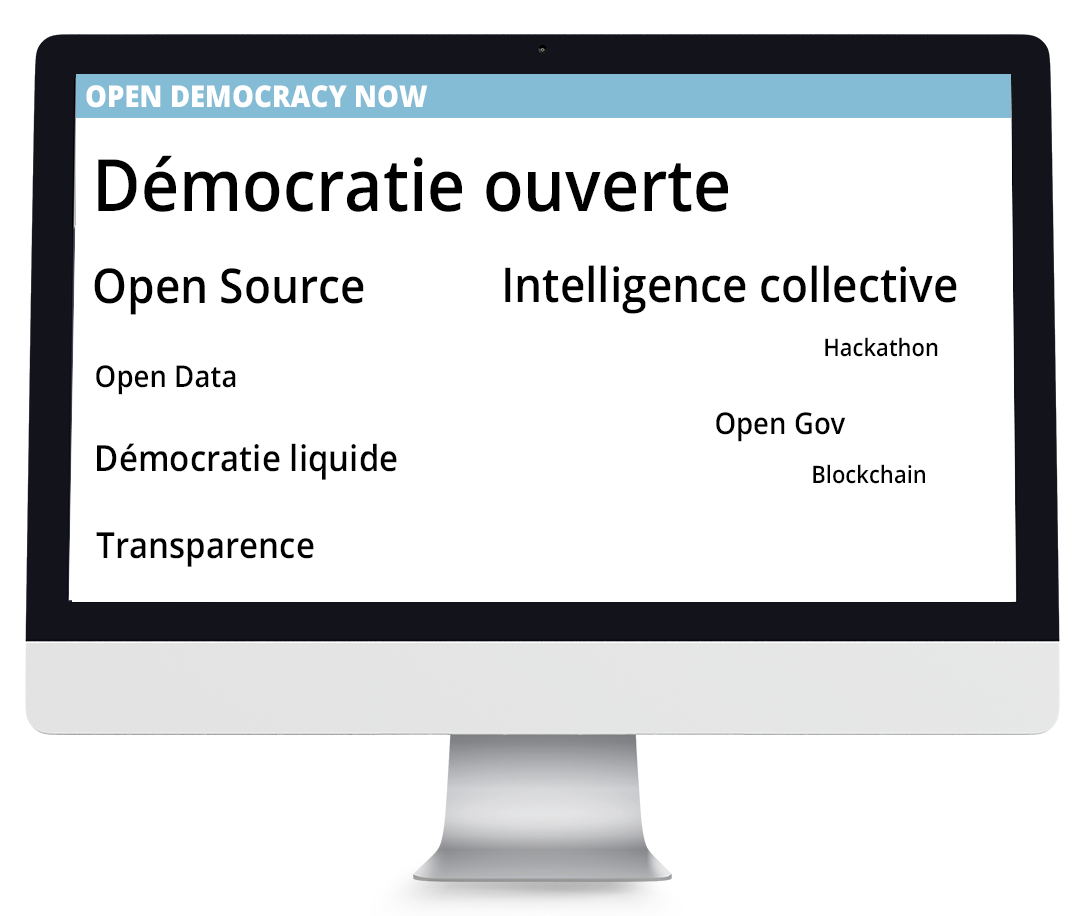 OPEN DEMOCRACY NOW
Démocratie ouverte
Open Source
Intelligence collective
Hackathon
Open Data
Open Gov
Démocratie liquide
Blockchain
Transparence